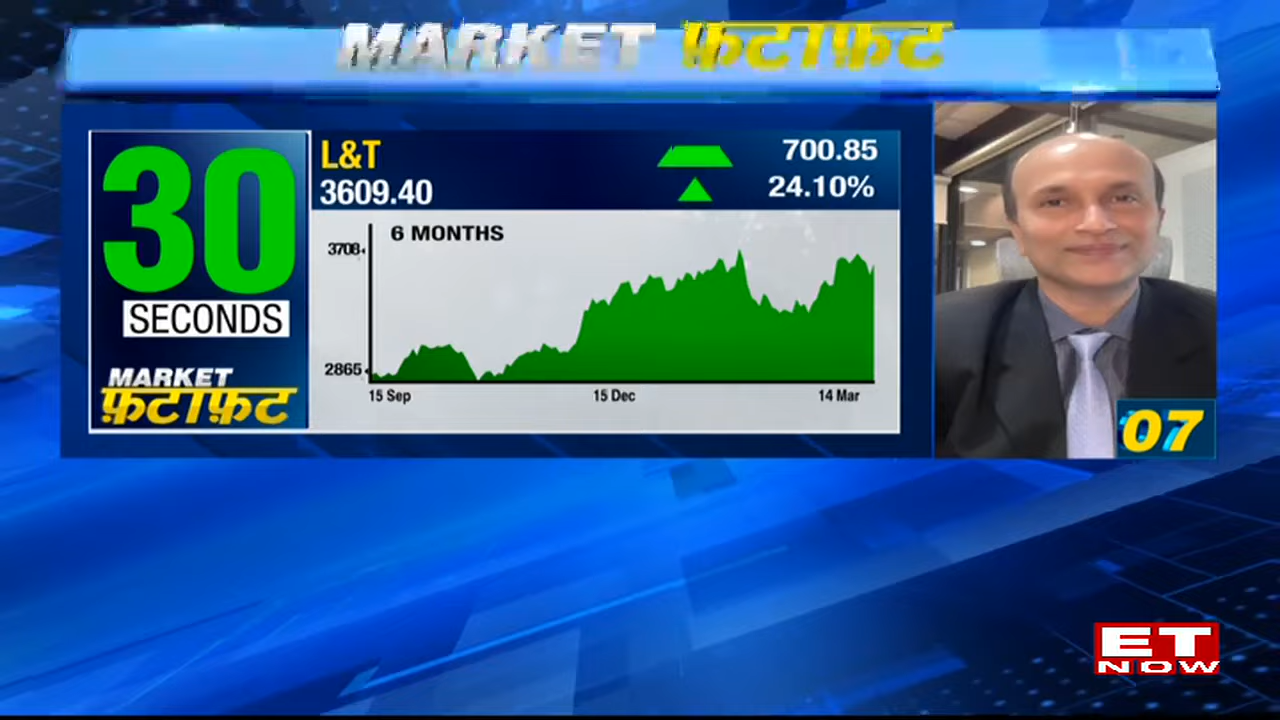 MARKET फ़टाफ़ट
30
SECONDS
MARKET
फ़टाफ़ट
L&T
3609.40
700.85
24.10%
6 MONTHS
3708
2865
15 Sep
15 Dec
14 Mar
07
ET
NOW